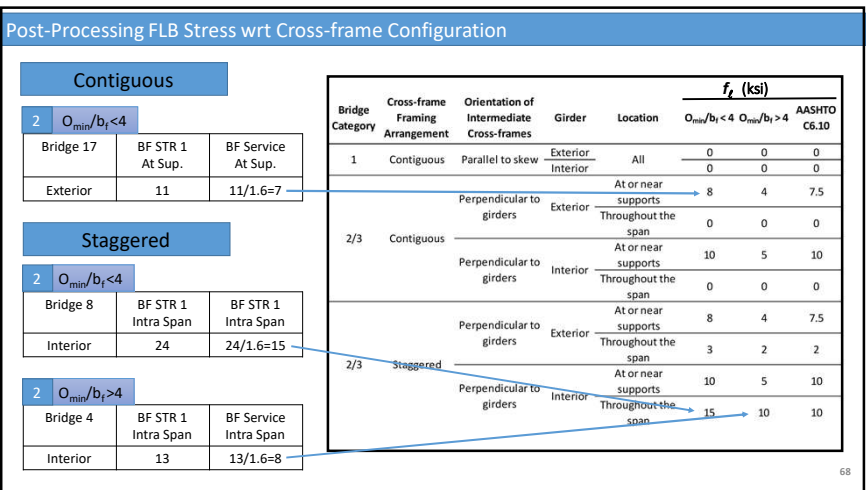 Post-Processing FLB Stress wrt Cross-frame Configuration
Contiguous
2 Omin/bf<4
Bridge 17 BF STR 1 At Sup. BF Service At Sup.
Exterior 11 11/1.6=7
Staggered
2 Omin/bf<4
Bridge 8 BF STR 1 Intra Span BF STR 1 Intra Span
Interior 24 24/1.6=15
2 Omin/bf>4
Bridge 4 BF STR 1 Intra Span BF Service Intra Span
Interior 13 13/1.6=8
fℓ (ksi)
Bridge Category Cross-frame Framing Arrangement Orientation of Intermediate Cross-frames Girder Location Omin/bf < 4 Omin/bf > 4 AASHTO C6.10
1 Contiguous Parallel to skew Exterior All 0 0 0
Interior 0 0 0
2/3 Contiguous Perpendicular to girders Exterior At or near supports 8 4 7.5
Throughout the span 0 0 0
Perpendicular to girders Interior At or near supports 10 5 10
Throughout the span 0 0 0
2/3 Staggered Perpendicular to girders Exterior At or near supports 8 4 7.5
Throughout the span 3 2 2
Perpendicular to girders Interior At or near supports 10 5 10
Throughout the span 15 10 10
68